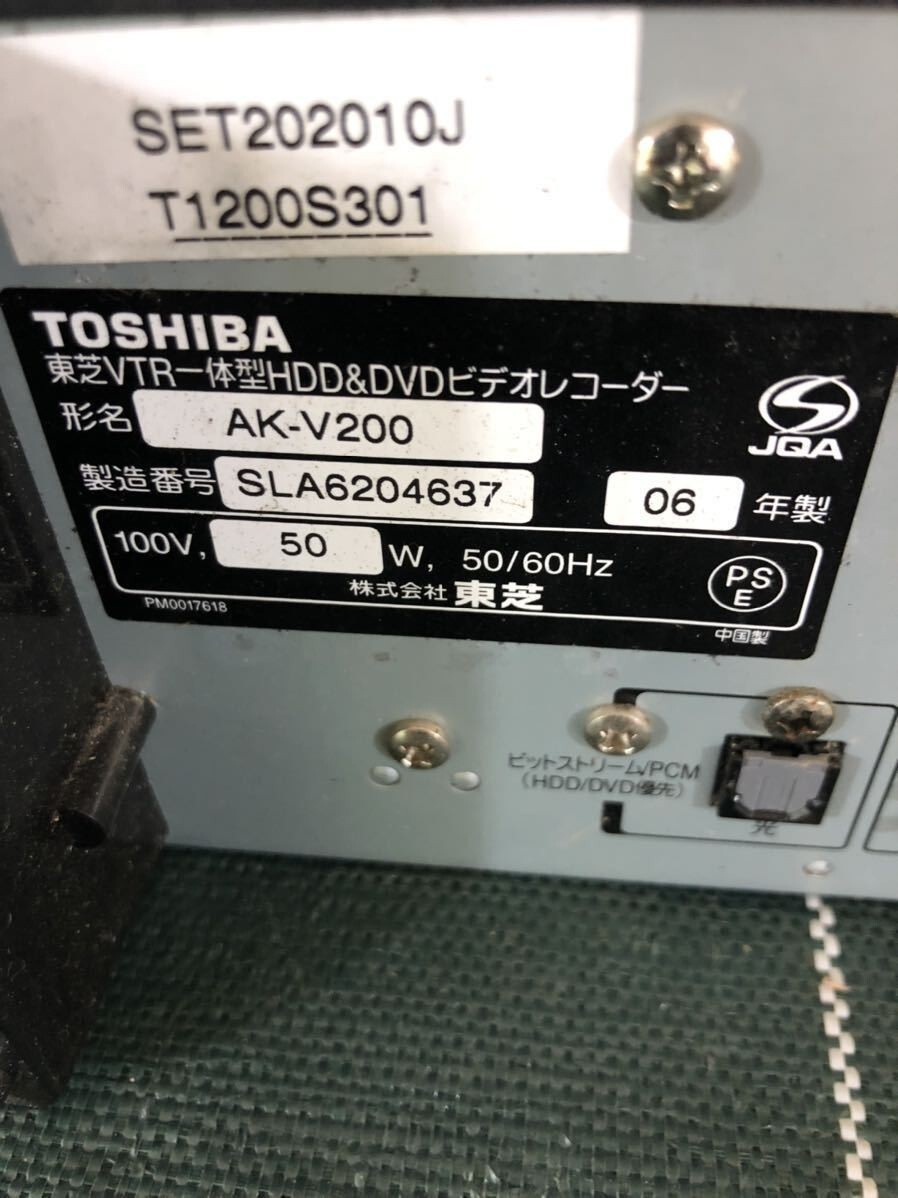 SET202010J
T1200S301
TOSHIBA
東芝VTR一体型HDD&DVDビデオレコーダー
形名 AK-V200
JQA
製造番号 SLA6204637 06 年製
100V, 50 W, 50/60Hz
株式会社 東芝
PS
E
PM0017618
中国製
ビットストリーム/PCM
(HDD/DVD優先)
光